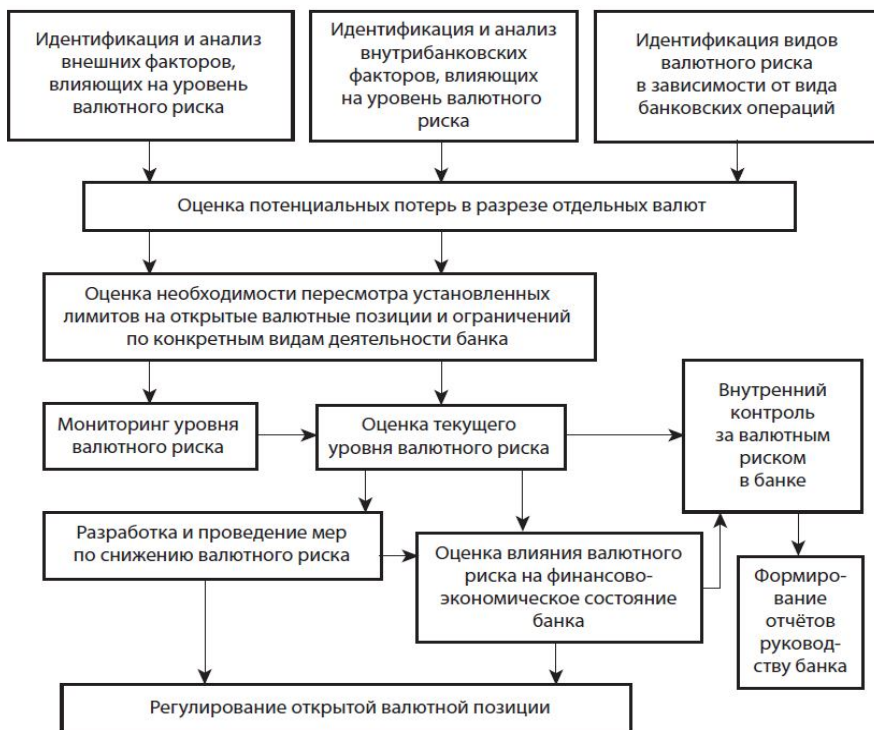 Идентификация и анализ
внешних факторов,
влияющих на уровень
валютного риска
Идентификация и анализ
внутрибанковских
факторов, влияющих
на уровень валютного
риска
Идентификация видов
валютного риска
в зависимости от вида
банковских операций
Оценка потенциальных потерь в разрезе отдельных валют
Оценка необходимости пересмотра установленных
лимитов на открытые валютные позиции и ограничений
по конкретным видам деятельности банка
Мониторинг уровня
валютного риска
Оценка текущего
уровня валютного риска
Внутренний
контроль
за валютным
риском
в банке
Разработка и проведение мер
по снижению валютного риска
Оценка влияния валютного
риска на финансово-
экономическое состояние
банка
Формиро-
вание
отчётов
руковод-
ству банка
Регулирование открытой валютной позиции